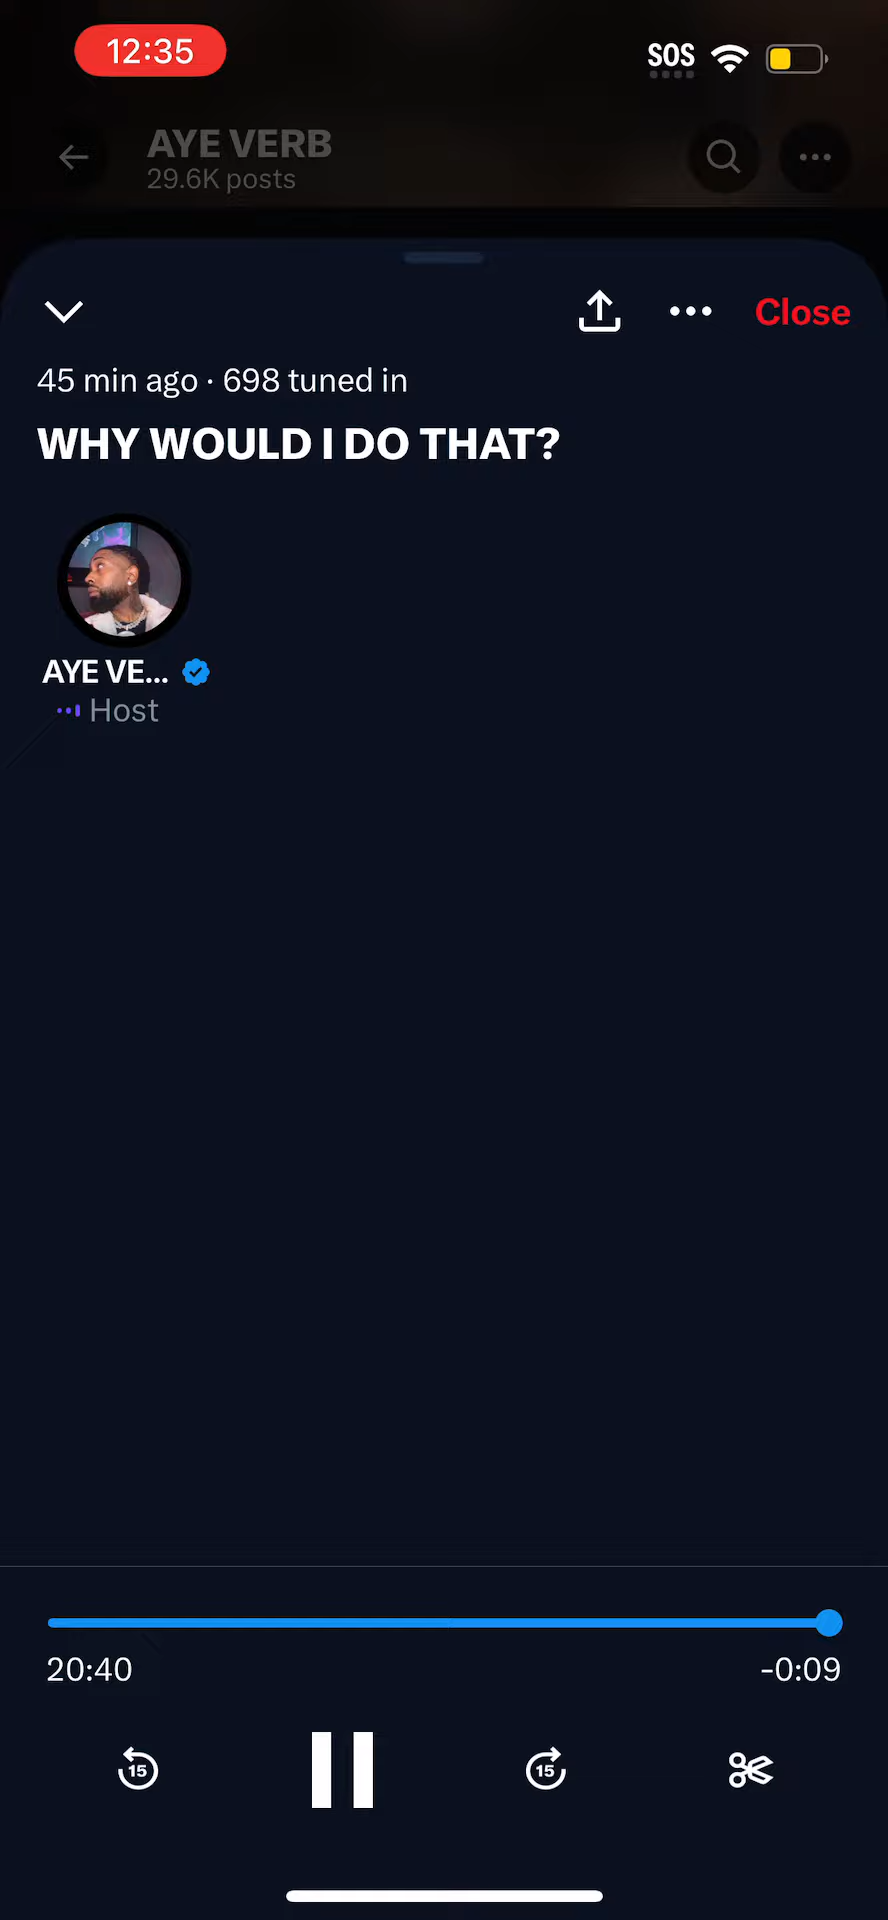 12:35
SOS
AYE VERB
29.6K posts
Close
45 min ago · 698 tuned in
WHY WOULD I DO THAT?
AYE VE...
Host
20:40
-0:09
15
15